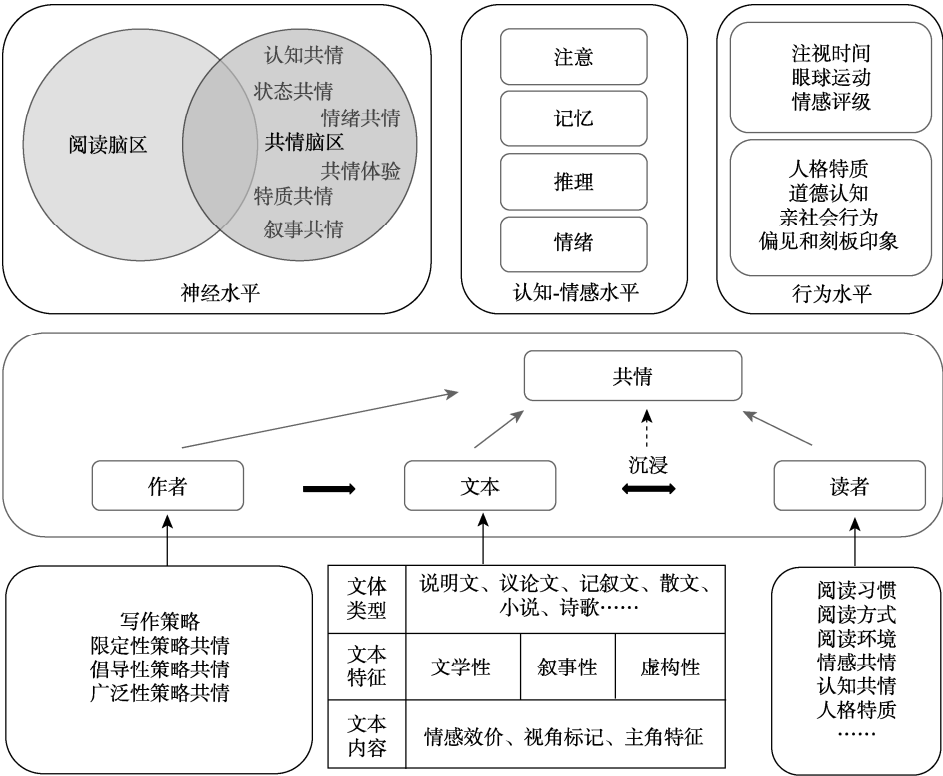 认知共情
状态共情
情绪共情
阅读脑区
共情脑区
共情体验
特质共情
叙事共情
神经水平
注意
记忆
推理
情绪
认知-情感水平
注视时间
眼球运动
情感评级
人格特质
道德认知
亲社会行为
偏见和刻板印象
行为水平
共情
沉浸
作者
文本
读者
写作策略
限定性策略共情
倡导性策略共情
广泛性策略共情
文体
类型
说明文、议论文、记叙文、散文、
小说、诗歌……
文本
特征
文学性
叙事性
虚构性
文本
内容
情感效价、视角标记、主角特征
阅读习惯
阅读方式
阅读环境
情感共情
认知共情
人格特质
……